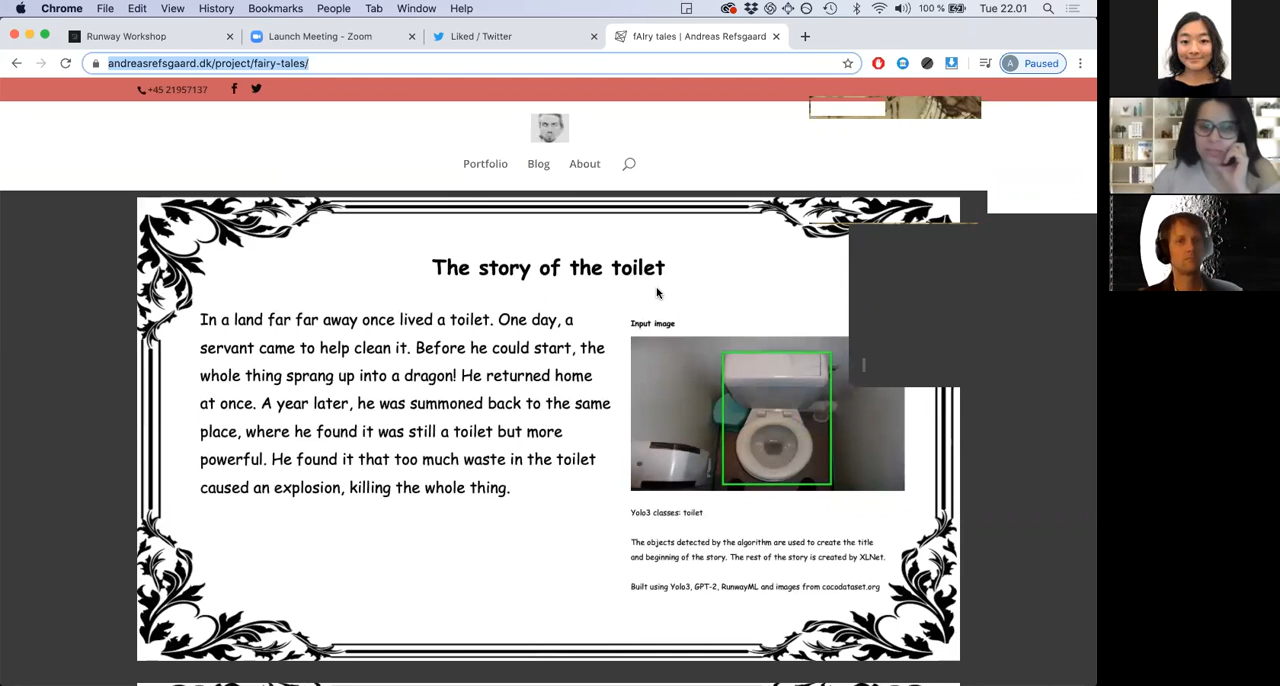 Chrome File Edit View History Bookmarks People Tab Window Help 100 % Tue 22.01
Runway Workshop Launch Meeting - Zoom Liked / Twitter fAIry tales | Andreas Refsgaard
andreasrefsgaard.dk/project/fairy-tales/ A Paused
+45 21957137
Portfolio Blog About
The story of the toilet
In a land far far away once lived a toilet. One day, a
servant came to help clean it. Before he could start, the
whole thing sprang up into a dragon! He returned home
at once. A year later, he was summoned back to the same
place, where he found it was still a toilet but more
powerful. He found it that too much waste in the toilet
caused an explosion, killing the whole thing.
Input image
Yolo3 classes: toilet
The objects detected by the algorithm are used to create the title
and beginning of the story. The rest of the story is created by XLNet.
Built using Yolo3, GPT-2, RunwayML and images from cocodataset.org